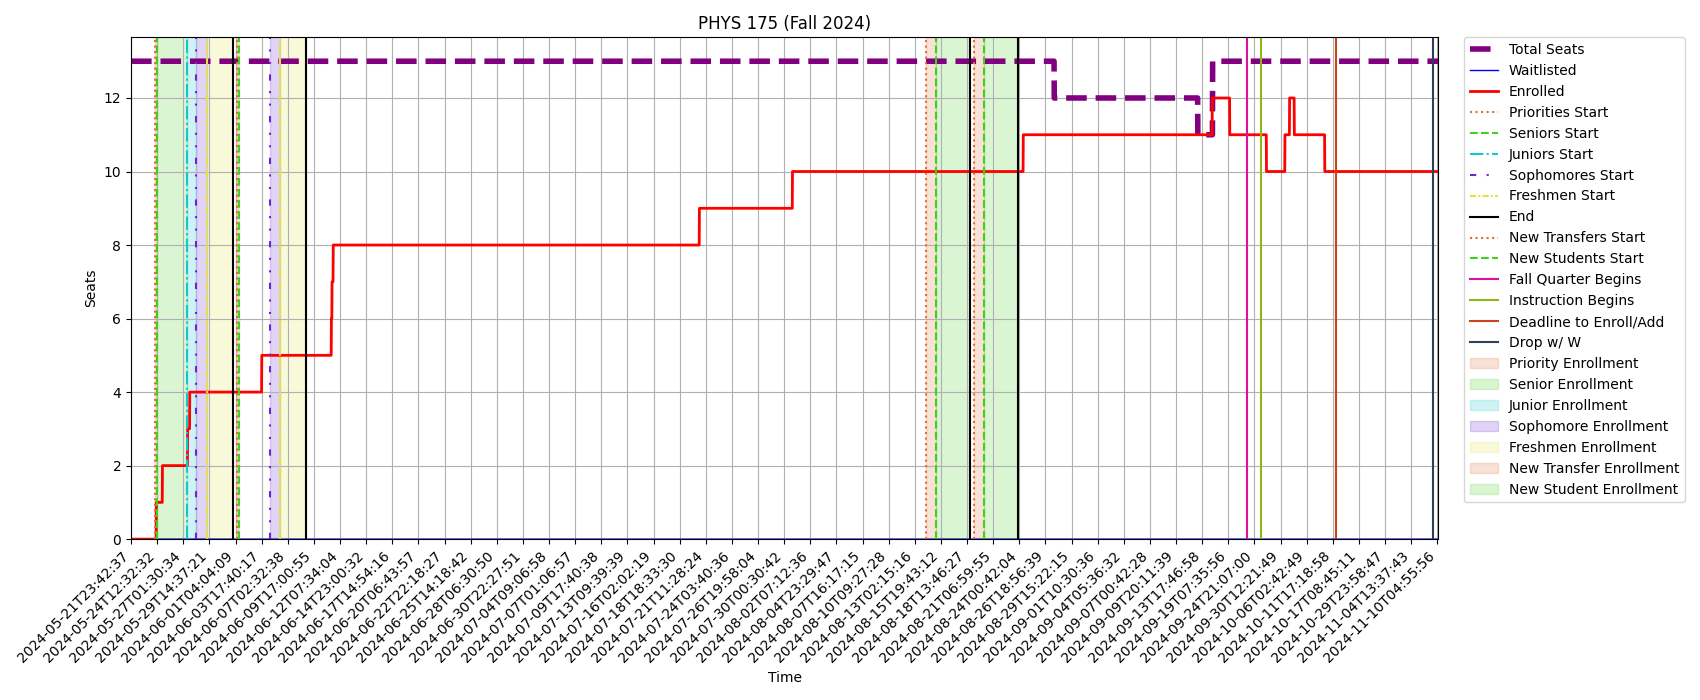 PHYS 175 (Fall 2024)
Seats
12
10
8
6
4
2
0
2024-05-21T23:42:37
2024-05-24T12:32:32
2024-05-27T01:30:34
2024-05-29T14:37:21
2024-06-01T04:04:09
2024-06-03T17:40:17
2024-06-07T02:32:38
2024-06-09T17:00:55
2024-06-12T07:34:04
2024-06-14T23:00:32
2024-06-17T14:54:16
2024-06-20T06:43:57
2024-06-22T22:18:27
2024-06-25T14:18:42
2024-06-28T06:30:50
2024-06-30T22:27:51
2024-07-04T09:06:58
2024-07-07T01:06:57
2024-07-09T17:40:38
2024-07-13T09:39:39
2024-07-16T02:02:19
2024-07-18T18:33:30
2024-07-21T11:28:24
2024-07-24T03:40:36
2024-07-26T19:58:04
2024-07-30T00:30:42
2024-08-02T07:12:36
2024-08-04T23:29:47
2024-08-07T16:17:15
2024-08-10T09:27:28
2024-08-13T02:15:16
2024-08-15T19:43:12
2024-08-18T13:46:27
2024-08-21T06:59:55
2024-08-24T00:42:04
2024-08-26T18:56:39
2024-08-29T15:22:15
2024-09-01T10:30:36
2024-09-04T05:36:32
2024-09-07T00:42:28
2024-09-09T20:11:39
2024-09-13T17:46:58
2024-09-19T07:35:56
2024-09-24T21:07:00
2024-09-30T12:21:49
2024-10-06T02:42:49
2024-10-11T17:18:58
2024-10-17T08:45:11
2024-10-29T23:58:47
2024-11-04T13:37:43
2024-11-10T04:55:56
Time
Total Seats
Waitlisted
Enrolled
Priorities Start
Seniors Start
Juniors Start
Sophomores Start
Freshmen Start
End
New Transfers Start
New Students Start
Fall Quarter Begins
Instruction Begins
Deadline to Enroll/Add
Drop w/ W
Priority Enrollment
Senior Enrollment
Junior Enrollment
Sophomore Enrollment
Freshmen Enrollment
New Transfer Enrollment
New Student Enrollment